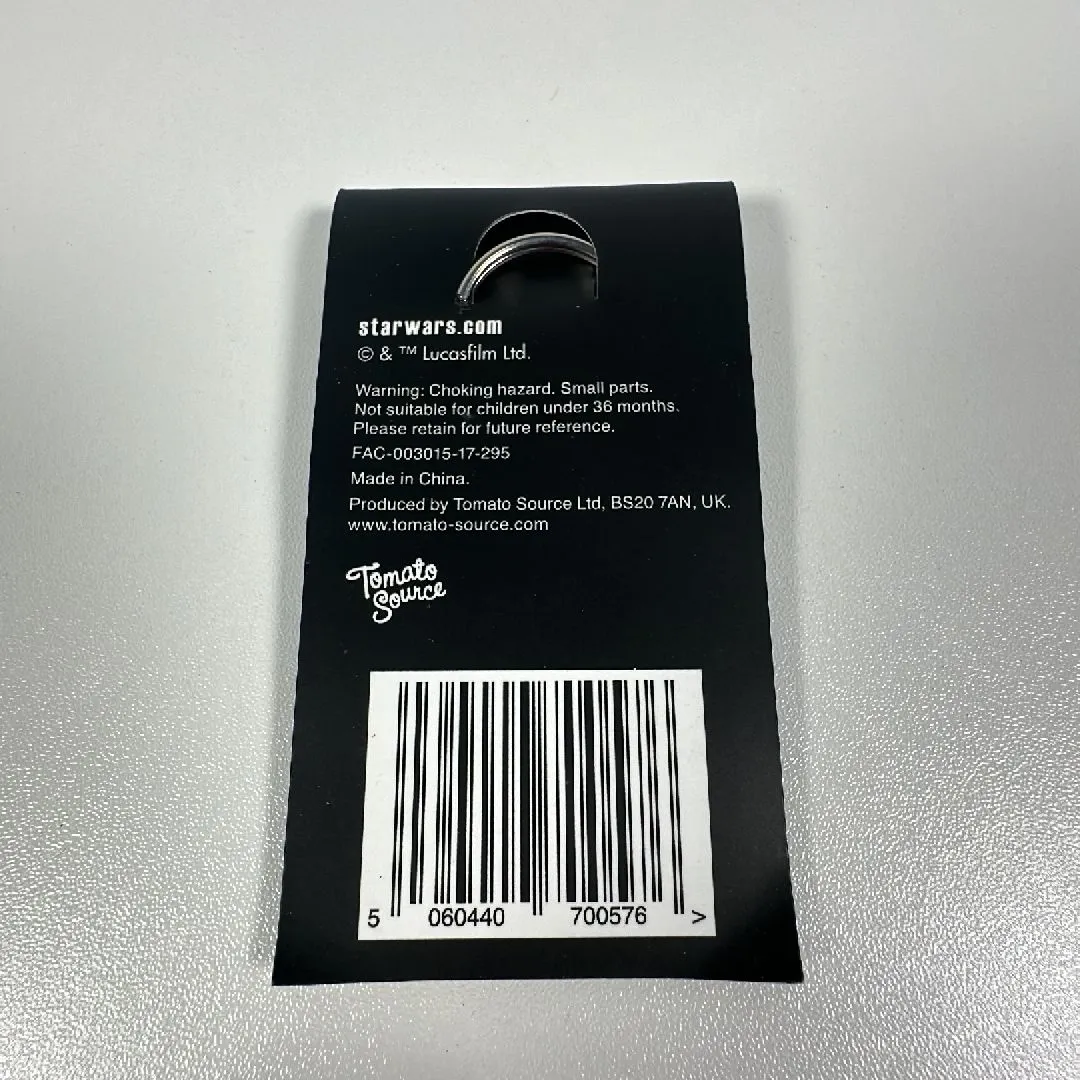 starwars.com
© & ™ Lucasfilm Ltd.
Warning: Choking hazard. Small parts.
Not suitable for children under 36 months.
Please retain for future reference.
FAC-003015-17-295
Made in China.
Produced by Tomato Source Ltd, BS20 7AN, UK.
www.tomato-source.com
Tomato
Source
5 060440 700576 >